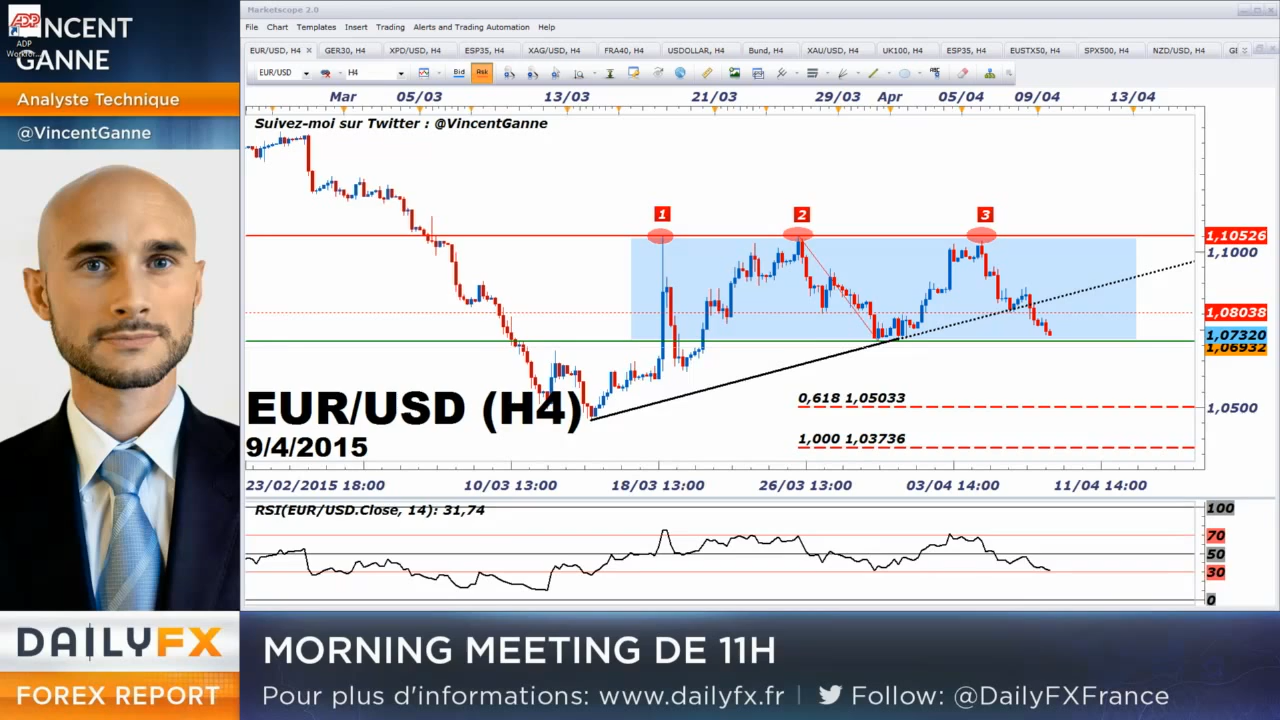 ADP
VINCENT
GANNE
Analyste Technique
@VincentGanne
Marketscope 2.0
File Chart Templates Insert Trading Alerts and Trading Automation Help
EUR/USD, H4 GER30, H4 XPD/USD, H4 ESP35, H4 XAG/USD, H4 FRA40, H4 USDOLLAR, H4 Bund, H4 XAU/USD, H4 UK100, H4 ESP35, H4 EUSTX50, H4 SPX500, H4 NZD/USD, H4
EUR/USD H4 Bid Risk ABC
Mar 05/03 13/03 21/03 29/03 Apr 05/04 09/04 13/04
Suivez-moi sur Twitter : @VincentGanne
1 2 3
1,10526
1,1000
1,08038
1,07320
1,06932
EUR/USD (H4)
9/4/2015
0,618 1,05033
1,0500
1,000 1,03736
23/02/2015 18:00 10/03 13:00 18/03 13:00 26/03 13:00 03/04 14:00 11/04 14:00
RSI(EUR/USD.Close, 14): 31,74
100
70
50
30
0
DAILYFX
FOREX REPORT
MORNING MEETING DE 11H
Pour plus d'informations: www.dailyfx.fr | Follow: @DailyFXFrance